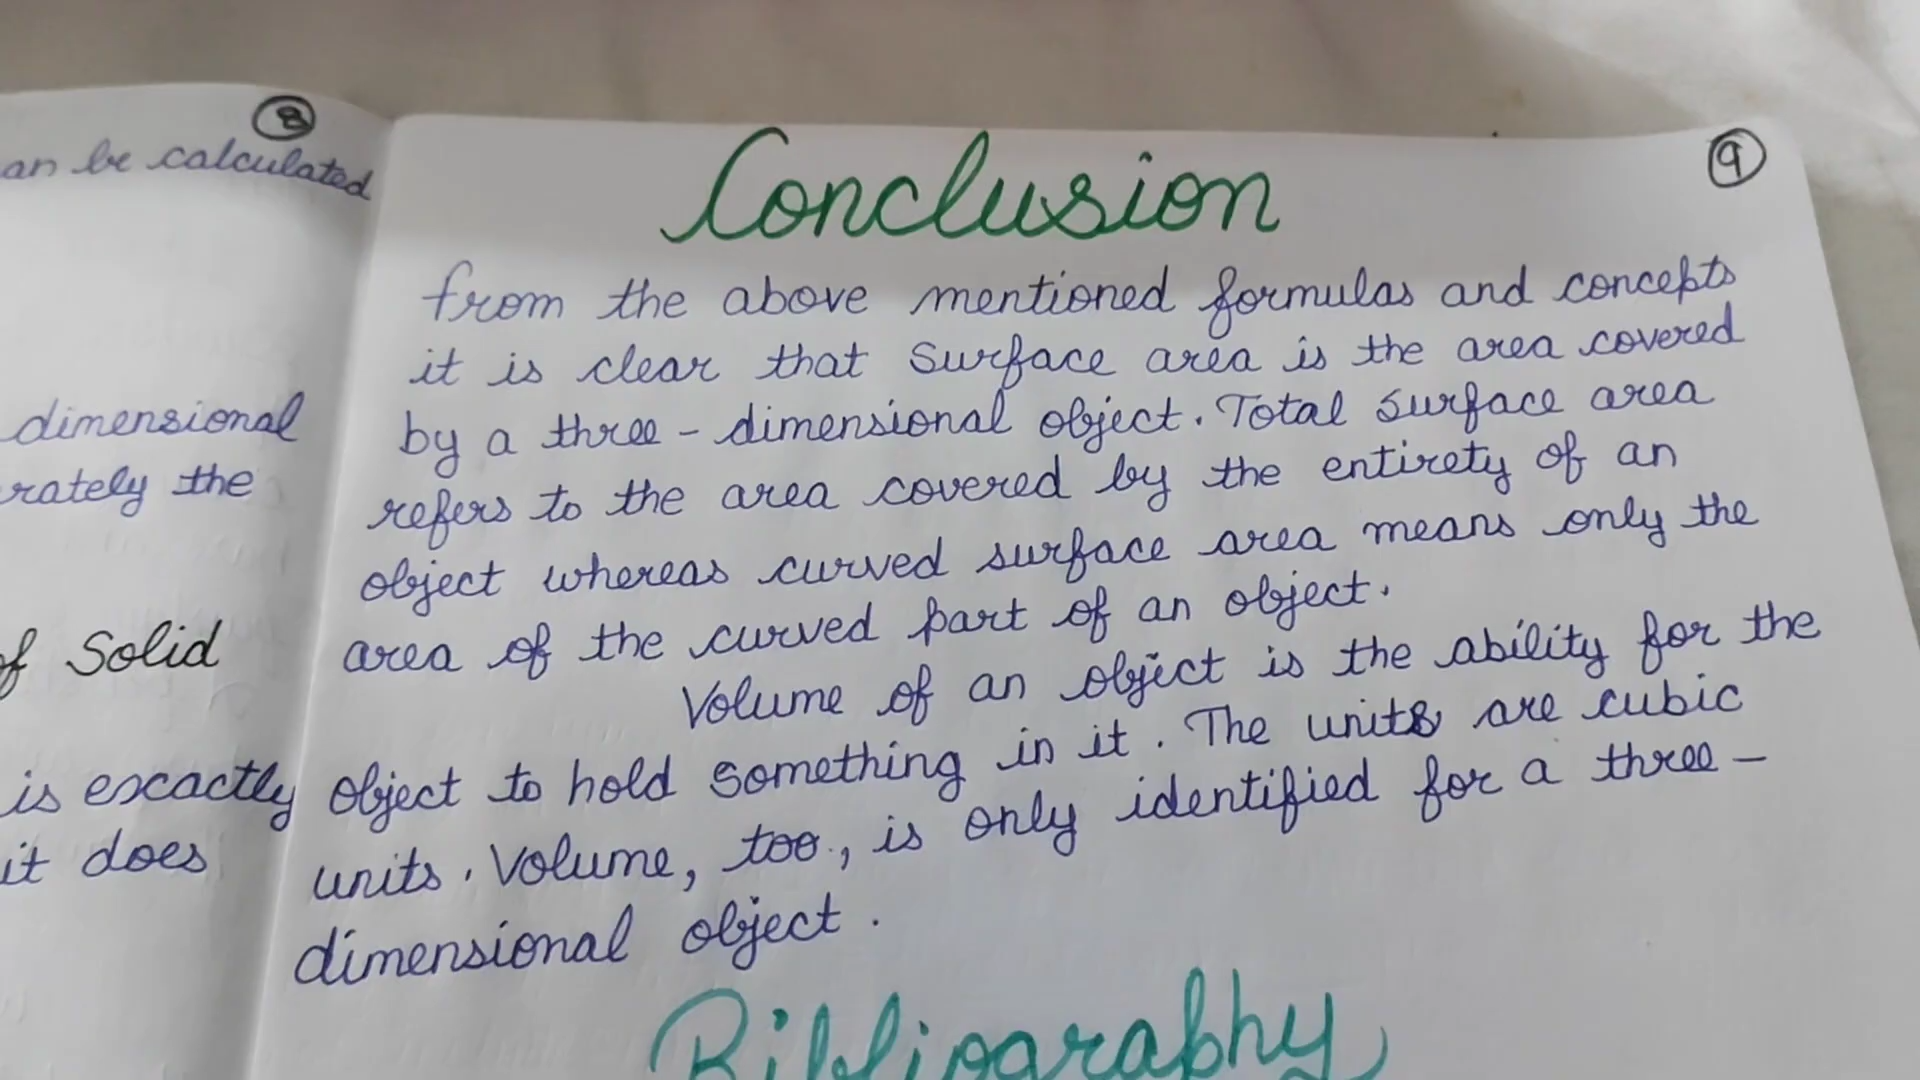 8
an be calculated
dimensional
rately the
of Solid
is escactly
it does
9
Conclusion
from the above mentioned formulas and concepts
it is clear that Surface area is the area covered
by a three - dimensional object. Total surface area
refers to the area covered by the entirety of an
object whereas curved surface area means only the
area of the curved part of an object.
Volume of an object is the ability for the
object to hold something in it. The units are cubic
units. Volume, too, is only identified for a three -
dimensional object.
Bibliography